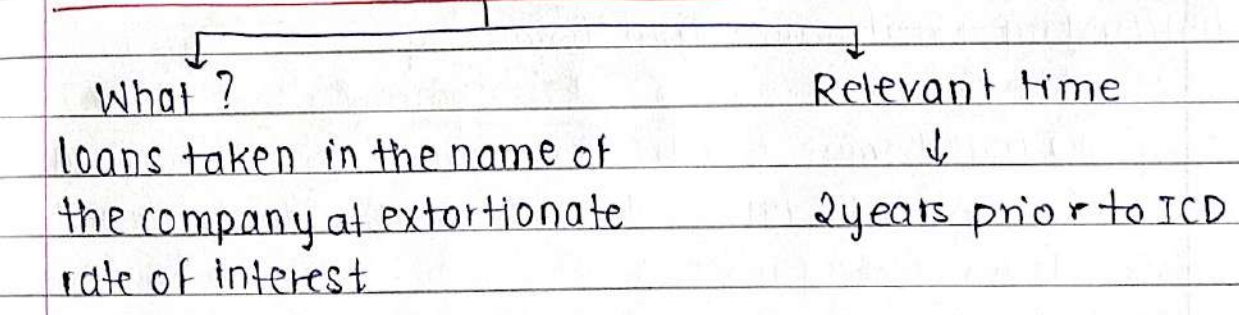 What ?
Relevant time
loans taken in the name of
the company at extortionate
rate of interest
2years prior to ICD